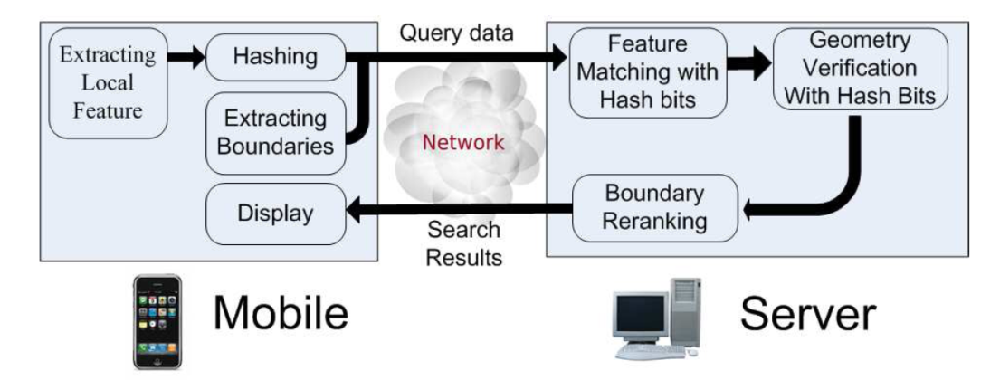 Extracting
Local
Feature
Hashing
Extracting
Boundaries
Display
Query data
Network
Search
Results
Feature
Matching with
Hash bits
Geometry
Verification
With Hash Bits
Boundary
Reranking
Mobile
Server